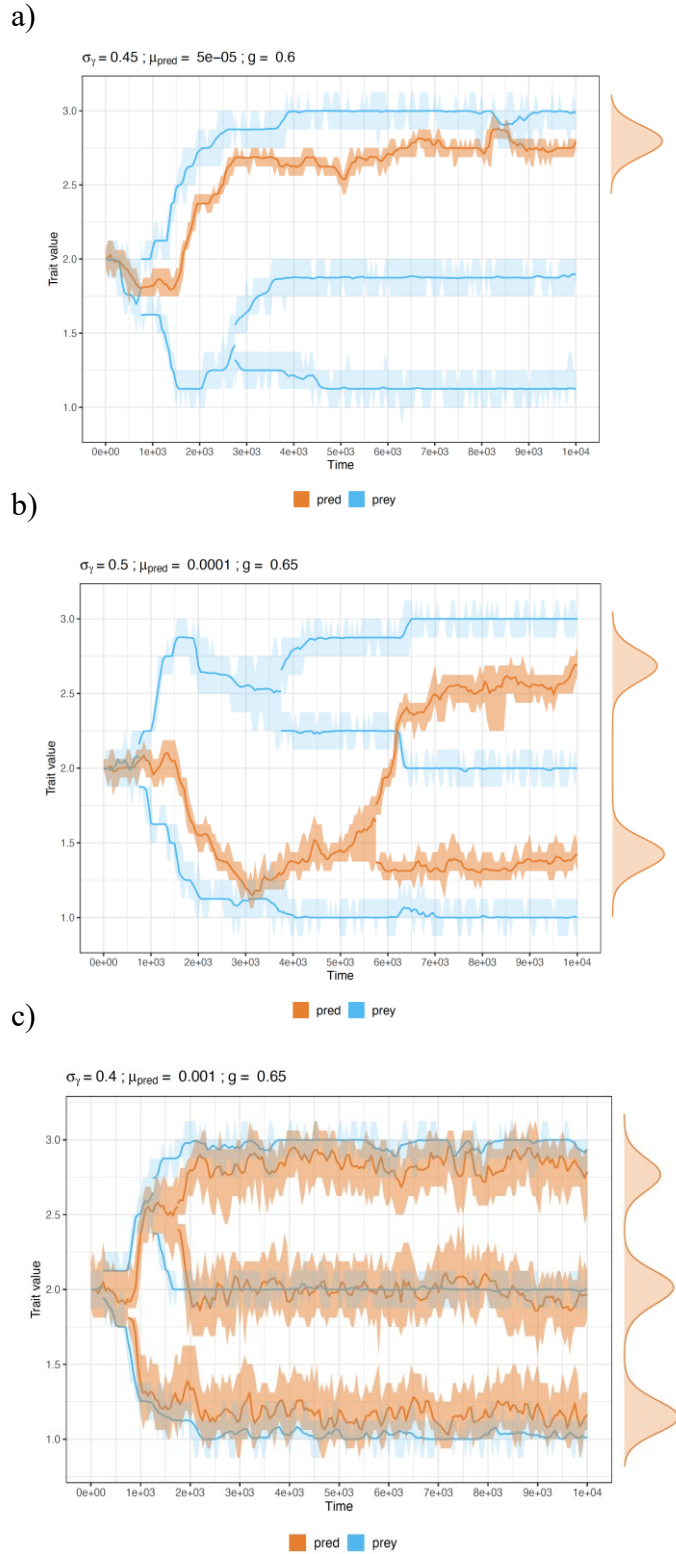 a)
σγ = 0.45 ; μpred = 5e−05 ; g = 0.6
3.0
2.5
2.0
1.5
1.0
Trait value
0e+00 1e+03 2e+03 3e+03 4e+03 5e+03 6e+03 7e+03 8e+03 9e+03 1e+04
Time
pred prey
b)
σγ = 0.5 ; μpred = 0.0001 ; g = 0.65
3.0
2.5
2.0
1.5
1.0
Trait value
0e+00 1e+03 2e+03 3e+03 4e+03 5e+03 6e+03 7e+03 8e+03 9e+03 1e+04
Time
pred prey
c)
σγ = 0.4 ; μpred = 0.001 ; g = 0.65
3.0
2.5
2.0
1.5
1.0
Trait value
0e+00 1e+03 2e+03 3e+03 4e+03 5e+03 6e+03 7e+03 8e+03 9e+03 1e+04
Time
pred prey